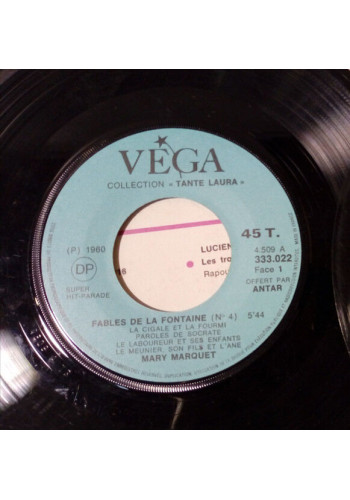 VÉGA
COLLECTION « TANTE LAURA »
45 T.
(P) 1960
LUCIEN
4.509 A
333.022
DP
Les tro
Face 1
Rapou
OFFERT PAR
ANTAR
SUPER
HIT-PARADE
FABLES DE LA FONTAINE (N° 4) 5'44
LA CIGALE ET LA FOURMI
PAROLES DE SOCRATE
LE LABOUREUR ET SES ENFANTS
LE MEUNIER, SON FILS ET L'ANE
MARY MARQUET